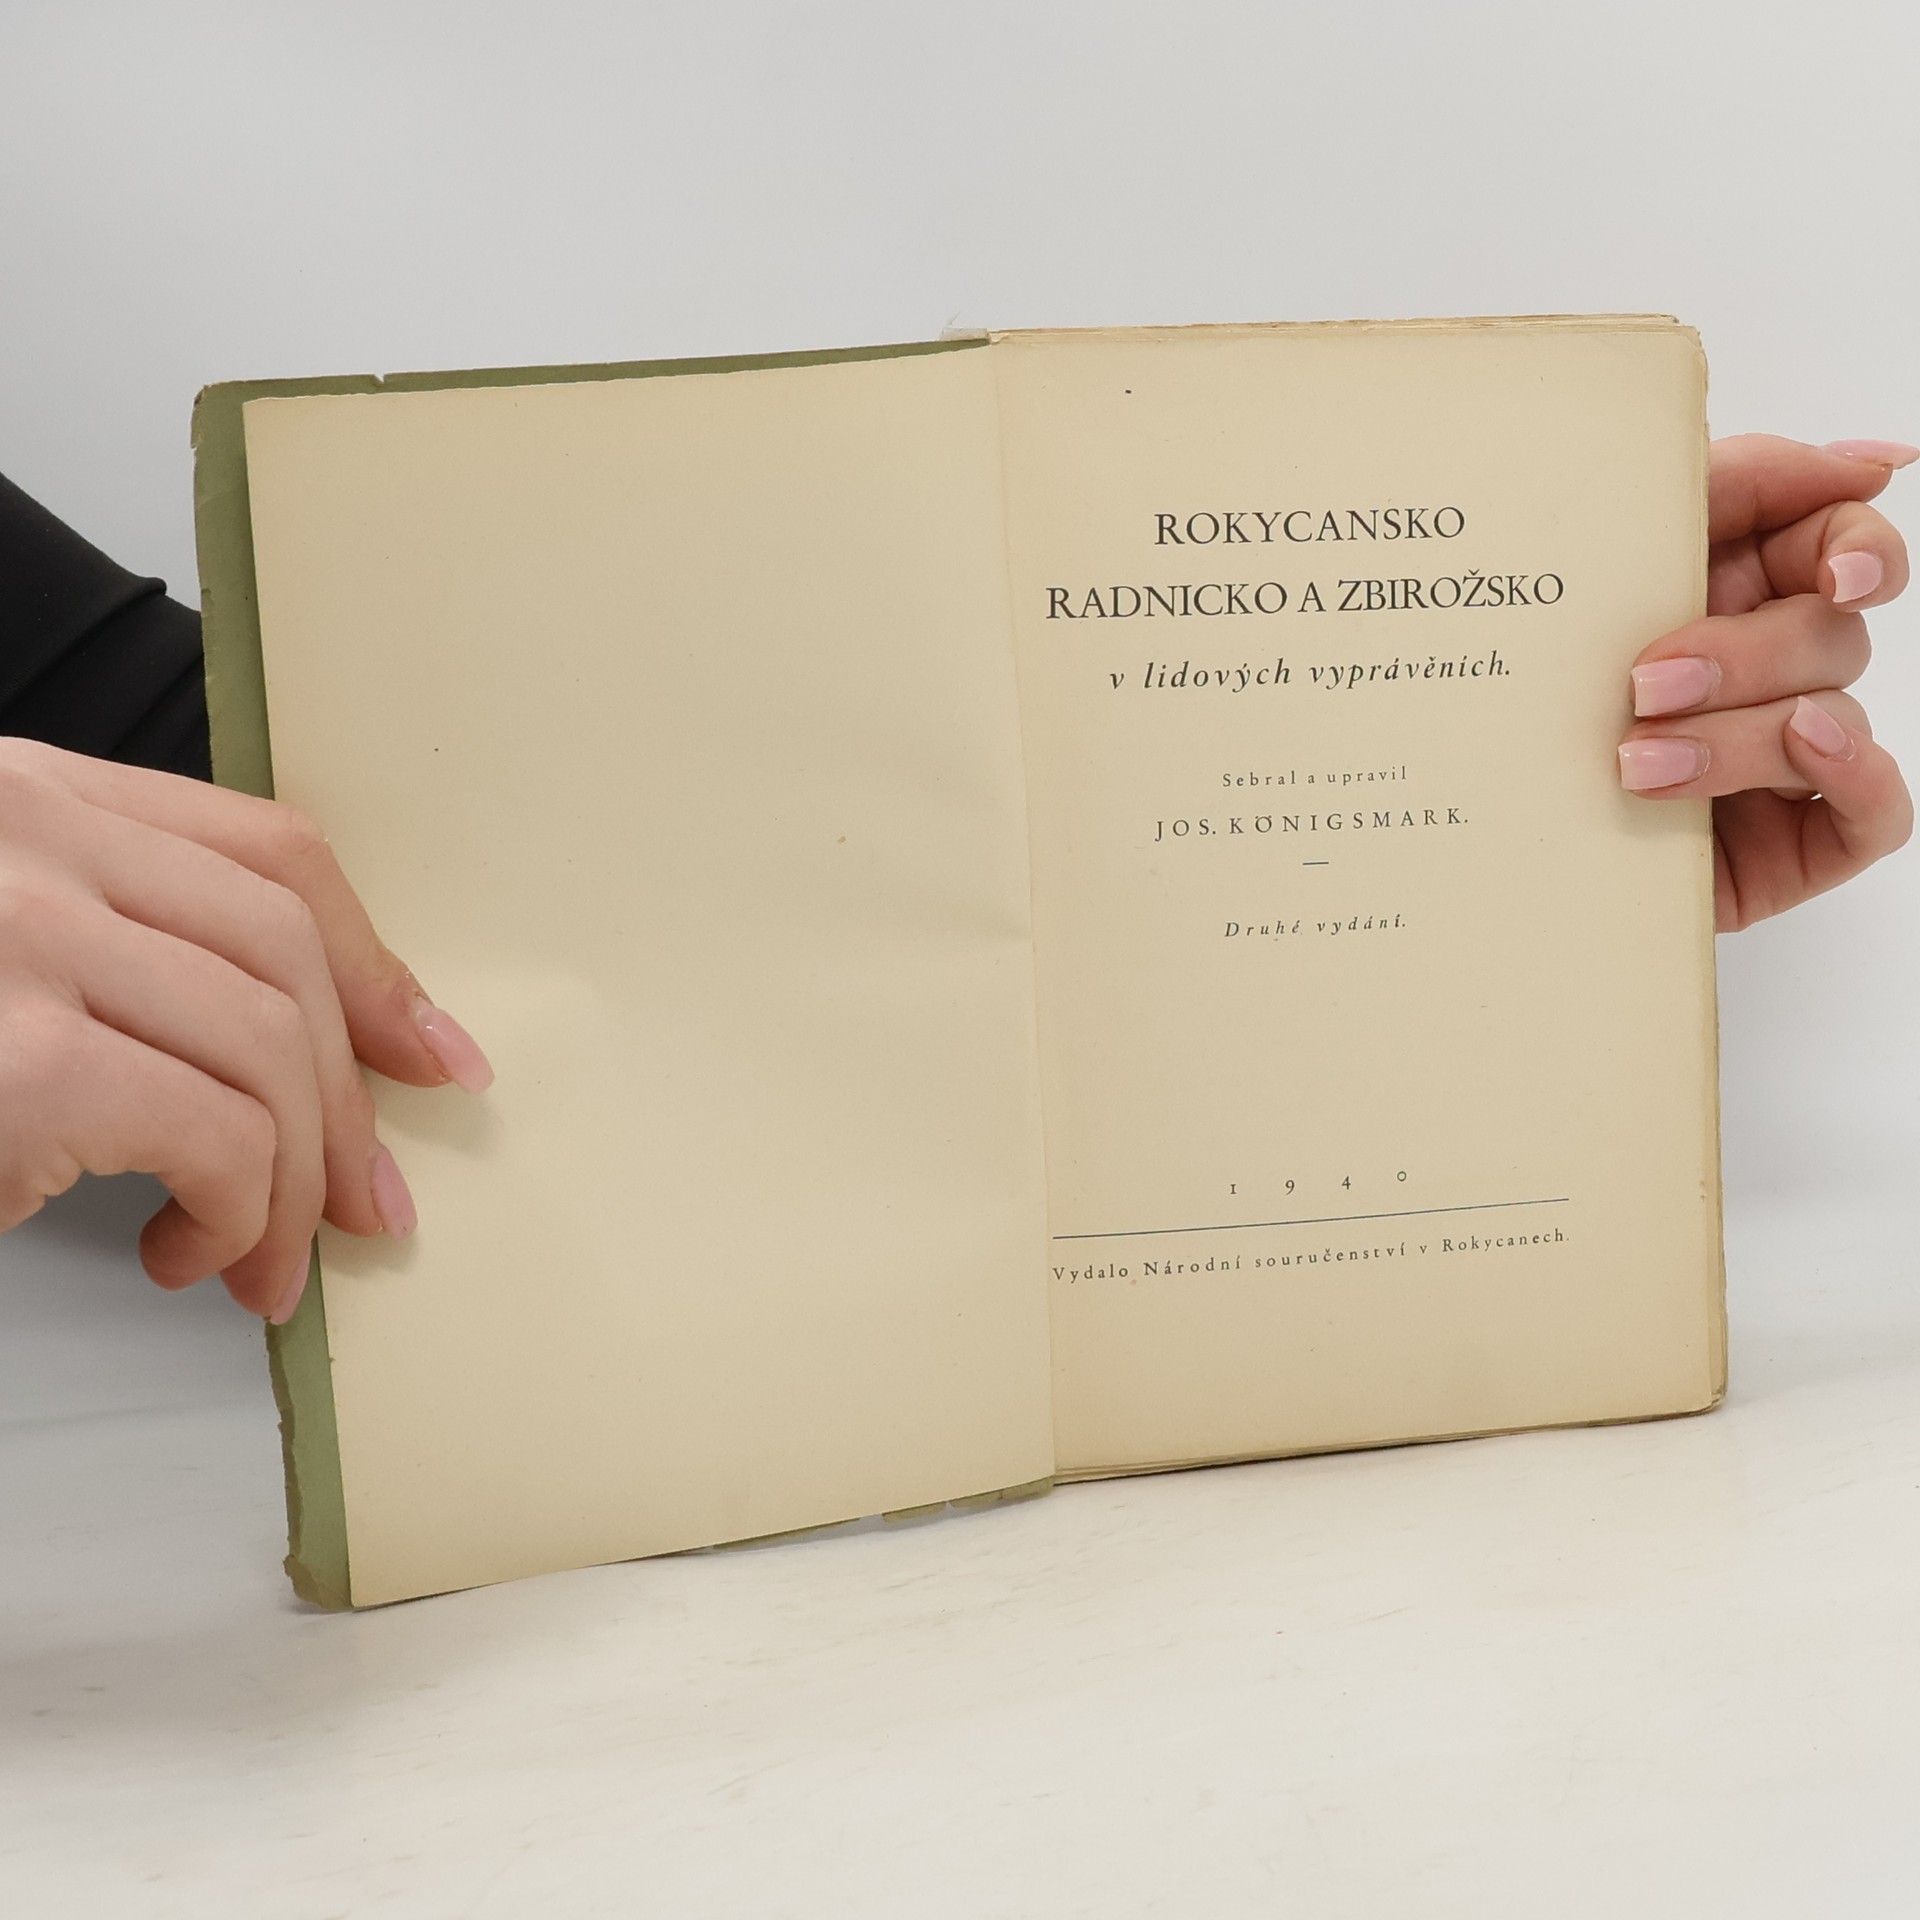 ROKYCANSKO
RADNICKO A ZBIROŽSKO
v lidových vyprávěních.
Sebral a upravil
JOS. KÖNIGSMARK.
Druhé vydání.
1940
Vydalo Národní souručenství v Rokycanech.